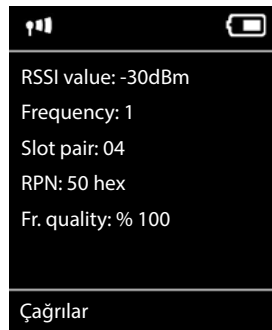 RSSI value: -30dBm
Frequency: 1
Slot pair: 04
RPN: 50 hex
Fr. quality: % 100
Çağrılar